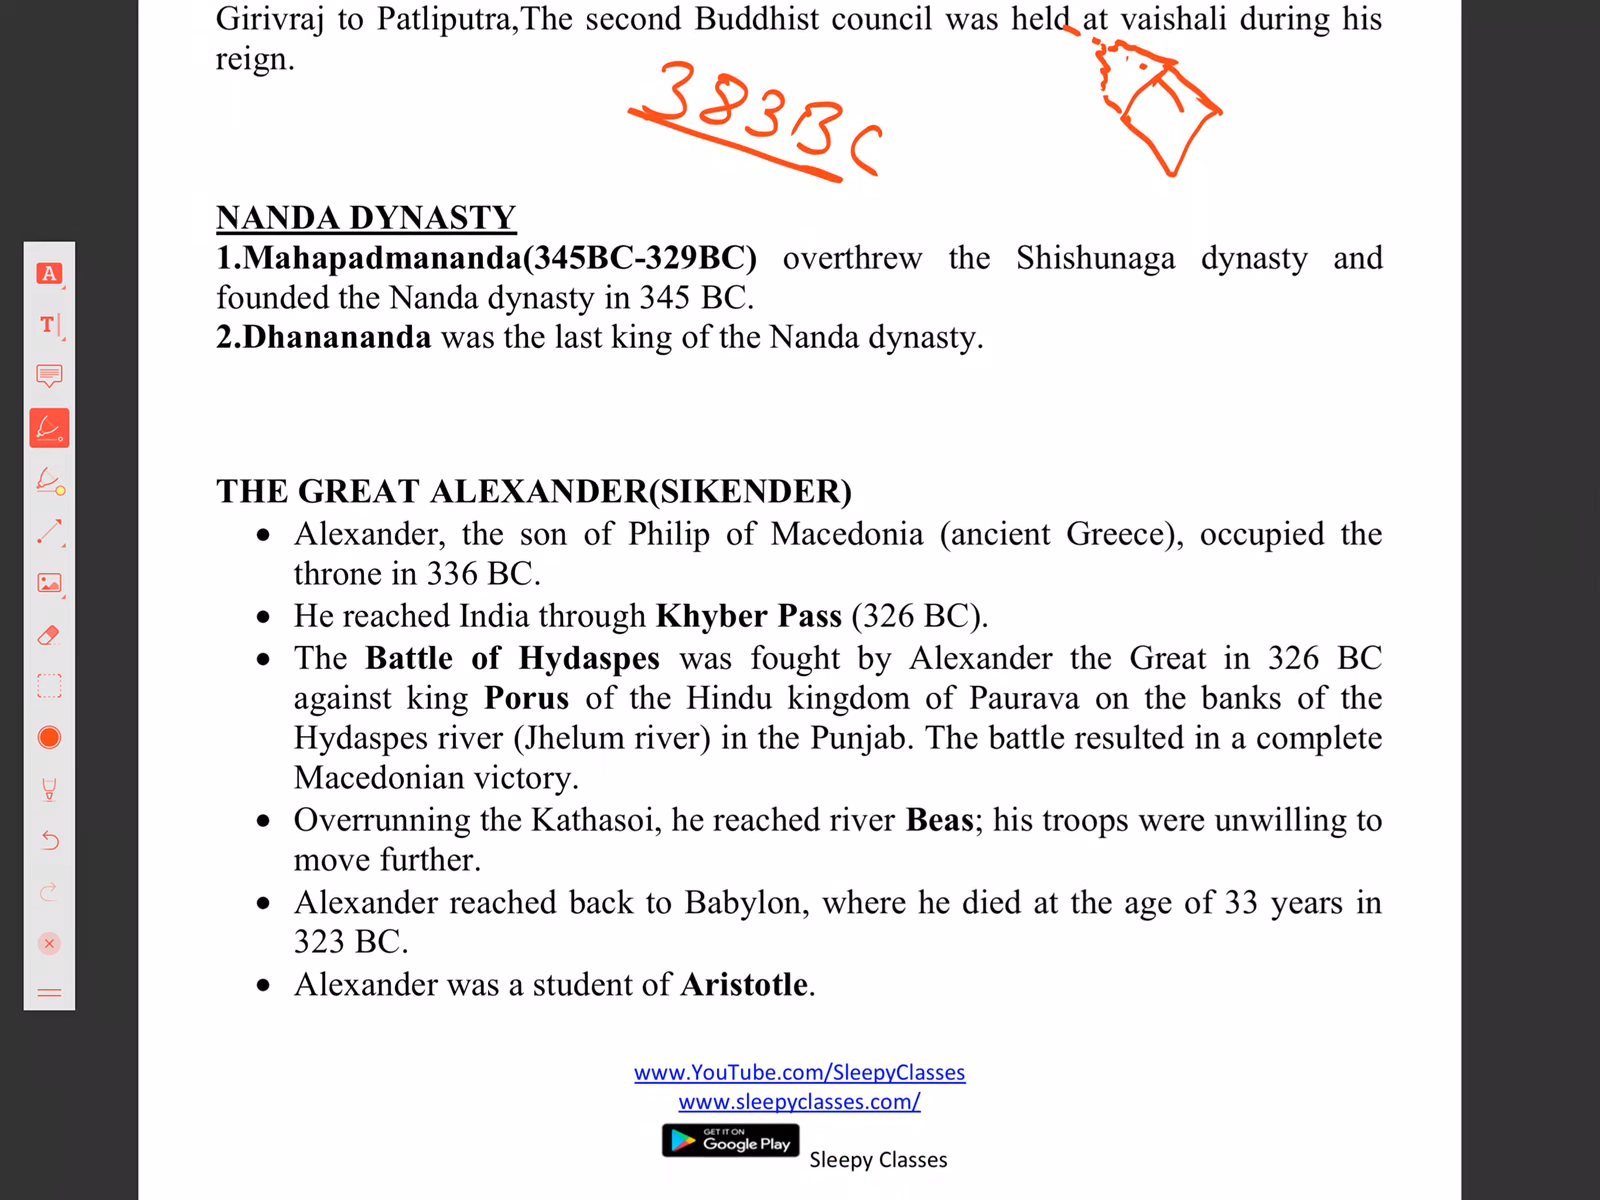 Girivraj to Patliputra,The second Buddhist council was held at vaishali during his
reign.
383BC
NANDA DYNASTY
1.Mahapadmananda(345BC-329BC) overthrew the Shishunaga dynasty and
founded the Nanda dynasty in 345 BC.
2.Dhanananda was the last king of the Nanda dynasty.
THE GREAT ALEXANDER(SIKENDER)
• Alexander, the son of Philip of Macedonia (ancient Greece), occupied the
throne in 336 BC.
• He reached India through Khyber Pass (326 BC).
• The Battle of Hydaspes was fought by Alexander the Great in 326 BC
against king Porus of the Hindu kingdom of Paurava on the banks of the
Hydaspes river (Jhelum river) in the Punjab. The battle resulted in a complete
Macedonian victory.
• Overrunning the Kathasoi, he reached river Beas; his troops were unwilling to
move further.
• Alexander reached back to Babylon, where he died at the age of 33 years in
323 BC.
• Alexander was a student of Aristotle.
www.YouTube.com/SleepyClasses
www.sleepyclasses.com/
GET IT ON
Google Play
Sleepy Classes
A
T